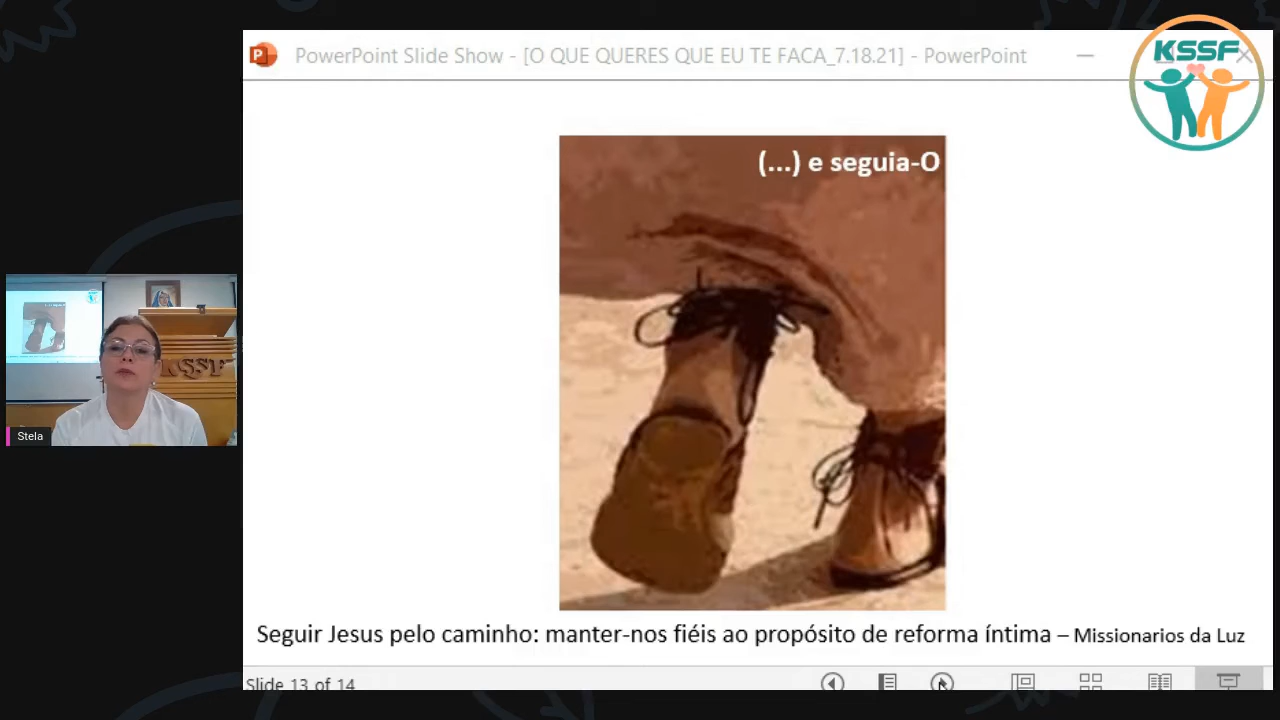 PowerPoint Slide Show - [O QUE QUERES QUE EU TE FACA_7.18.21] - PowerPoint
KSSF
(...) e seguia-O
KSSF
Stela
Seguir Jesus pelo caminho: manter-nos fiéis ao propósito de reforma íntima – Missionarios da Luz
Slide 13 of 14